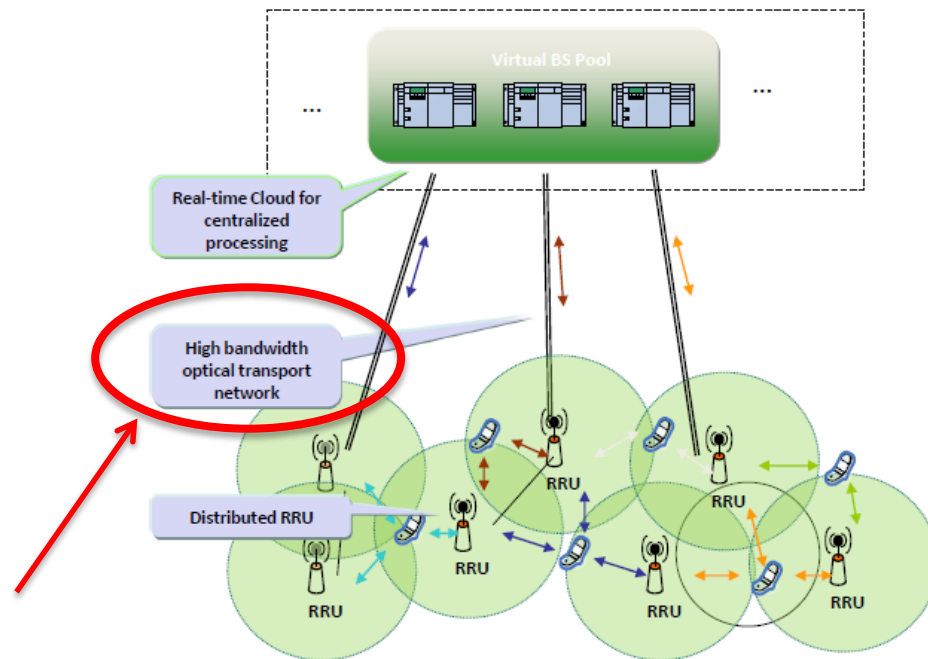 Virtual BS Pool
...
...
Real-time Cloud for
centralized
processing
High bandwidth
optical transport
network
RRU
RRU
Distributed RRU
RRU
RRU
RRU
RRU